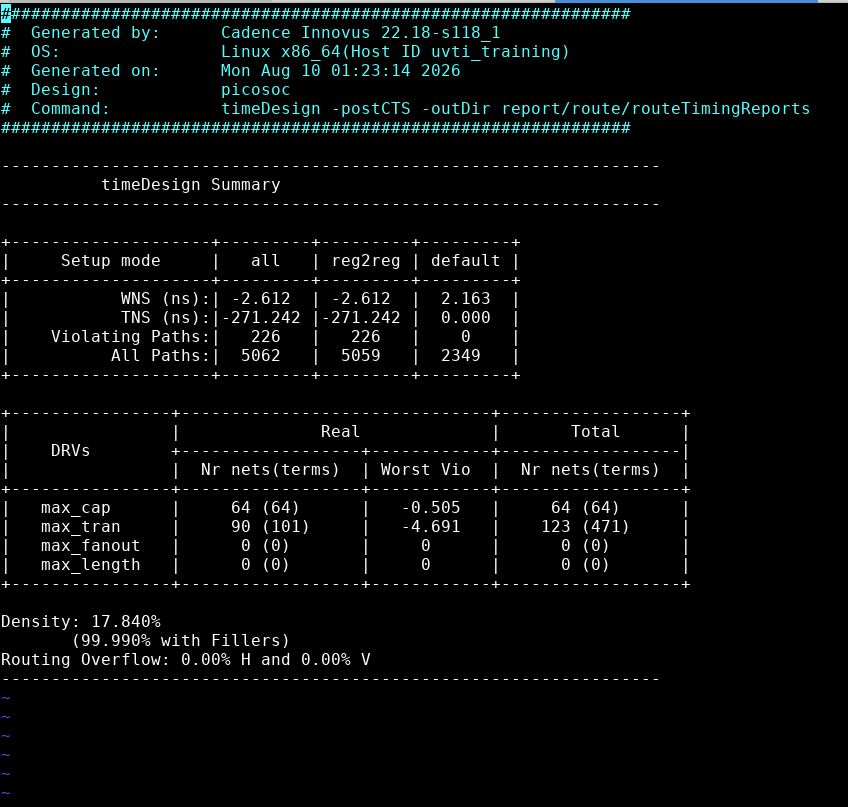 ##############################################################
#  Generated by:      Cadence Innovus 22.18-s118_1
#  OS:                Linux x86_64(Host ID uvti_training)
#  Generated on:      Mon Aug 10 01:23:14 2026
#  Design:            picosoc
#  Command:           timeDesign -postCTS -outDir report/route/routeTimingReports
##############################################################

------------------------------------------------------------------
          timeDesign Summary
------------------------------------------------------------------

+--------------------+---------+---------+---------+
|     Setup mode     |   all   | reg2reg | default |
+--------------------+---------+---------+---------+
|           WNS (ns):| -2.612  | -2.612  |  2.163  |
|           TNS (ns):|-271.242 |-271.242 |  0.000  |
|    Violating Paths:|   226   |   226   |    0    |
|          All Paths:|  5062   |  5059   |  2349   |
+--------------------+---------+---------+---------+

+----------------+-------------------------------+------------------+
|                |              Real             |       Total      |
|    DRVs        +------------------+------------+------------------|
|                |  Nr nets(terms)  | Worst Vio  |  Nr nets(terms)  |
+----------------+------------------+------------+------------------+
|   max_cap      |     64 (64)      |   -0.505   |     64 (64)      |
|   max_tran     |     90 (101)     |   -4.691   |    123 (471)     |
|   max_fanout   |      0 (0)       |     0      |      0 (0)       |
|   max_length   |      0 (0)       |     0      |      0 (0)       |
+----------------+------------------+------------+------------------+

Density: 17.840%
       (99.990% with Fillers)
Routing Overflow: 0.00% H and 0.00% V
------------------------------------------------------------------
~
~
~
~
~
~